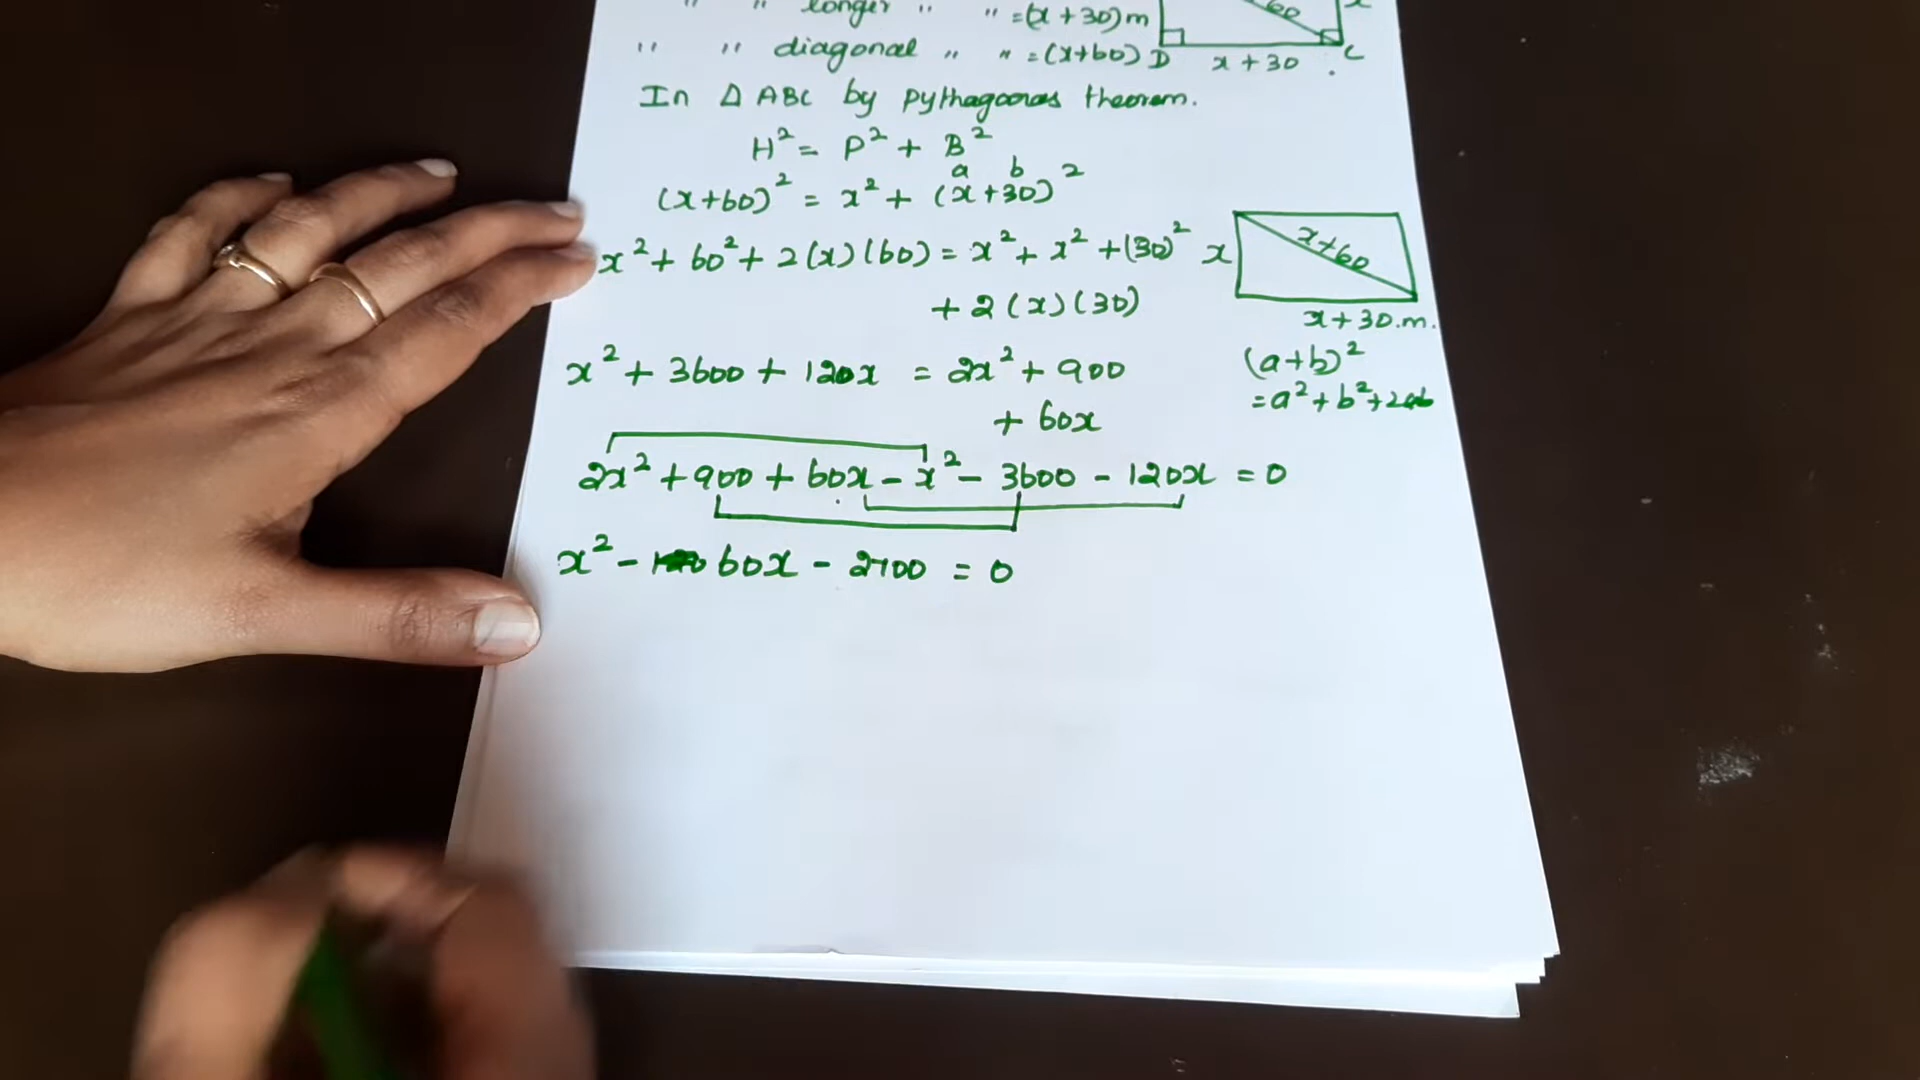 " " longer " " = (x + 30) m
60 x
" " diagonal " " = (x+60) D x + 30 C
In Δ ABC by pythagoras theorem.
H² = P² + B²
a b
(x+60)² = x² + (x+30)²
x² + 60² + 2(x)(60) = x² + x² + (30)²
+ 2(x)(30)
x
x+60
x+30.m.
(a+b)²
= a² + b² + 2ab
x² + 3600 + 120x = 2x² + 900
+ 60x
2x² + 900 + 60x - x² - 3600 - 120x = 0
x² - 60x - 2700 = 0